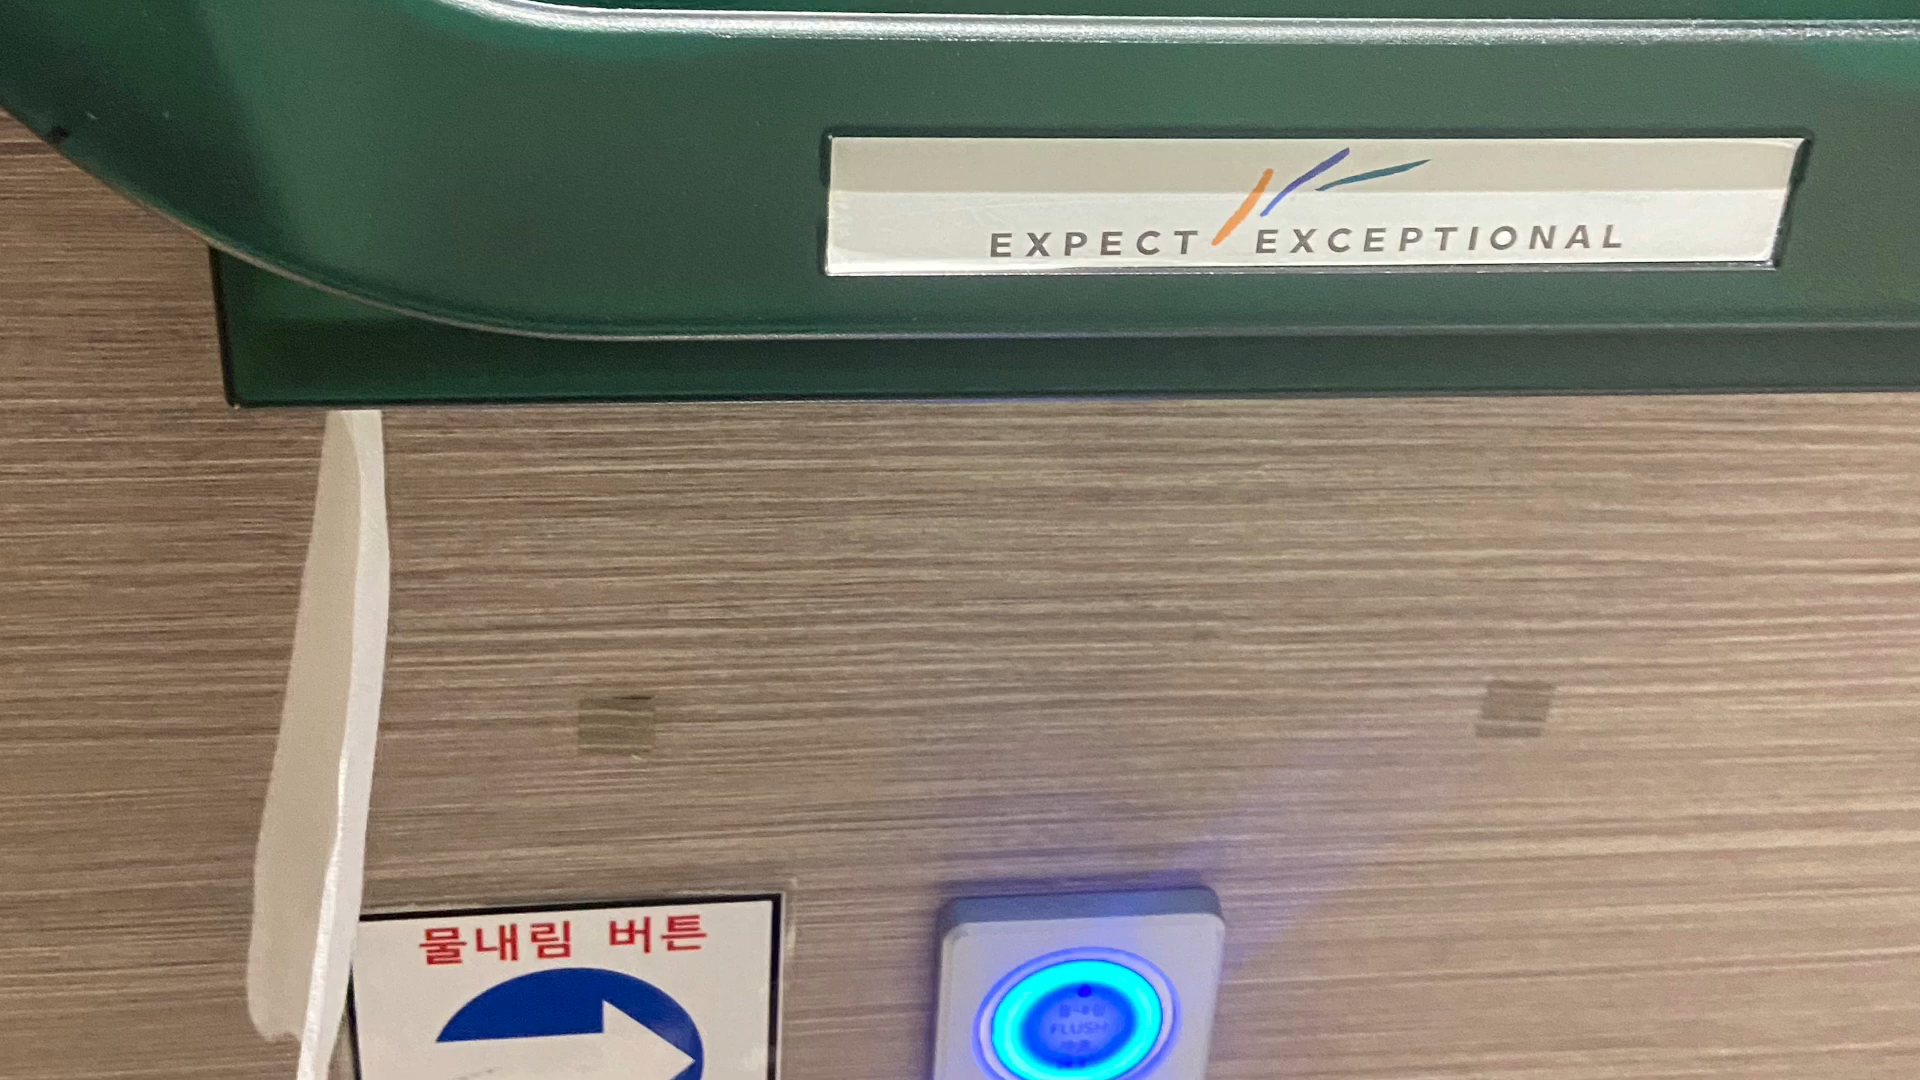 EXPECT EXCEPTIONAL
물내림 버튼
FLUSH